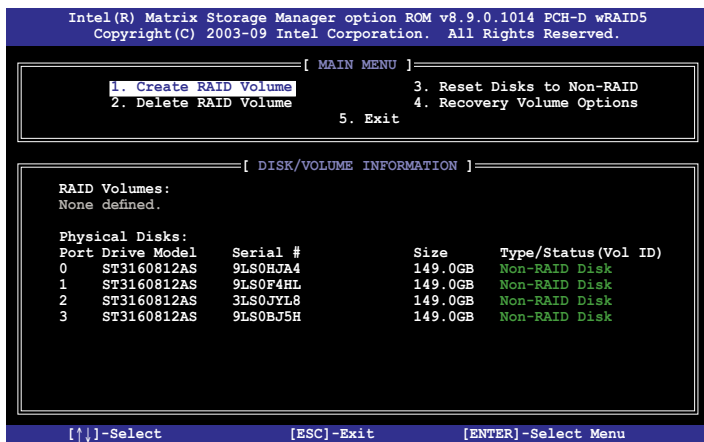 Intel(R) Matrix Storage Manager option ROM v8.9.0.1014 PCH-D wRAID5
Copyright(C) 2003-09 Intel Corporation. All Rights Reserved.
[ MAIN MENU ]
1. Create RAID Volume 3. Reset Disks to Non-RAID
2. Delete RAID Volume 4. Recovery Volume Options
5. Exit
[ DISK/VOLUME INFORMATION ]
RAID Volumes:
None defined.
Physical Disks:
Port Drive Model Serial # Size Type/Status(Vol ID)
0 ST3160812AS 9LS0HJA4 149.0GB Non-RAID Disk
1 ST3160812AS 9LS0F4HL 149.0GB Non-RAID Disk
2 ST3160812AS 3LS0JYL8 149.0GB Non-RAID Disk
3 ST3160812AS 9LS0BJ5H 149.0GB Non-RAID Disk
[↑↓]-Select [ESC]-Exit [ENTER]-Select Menu